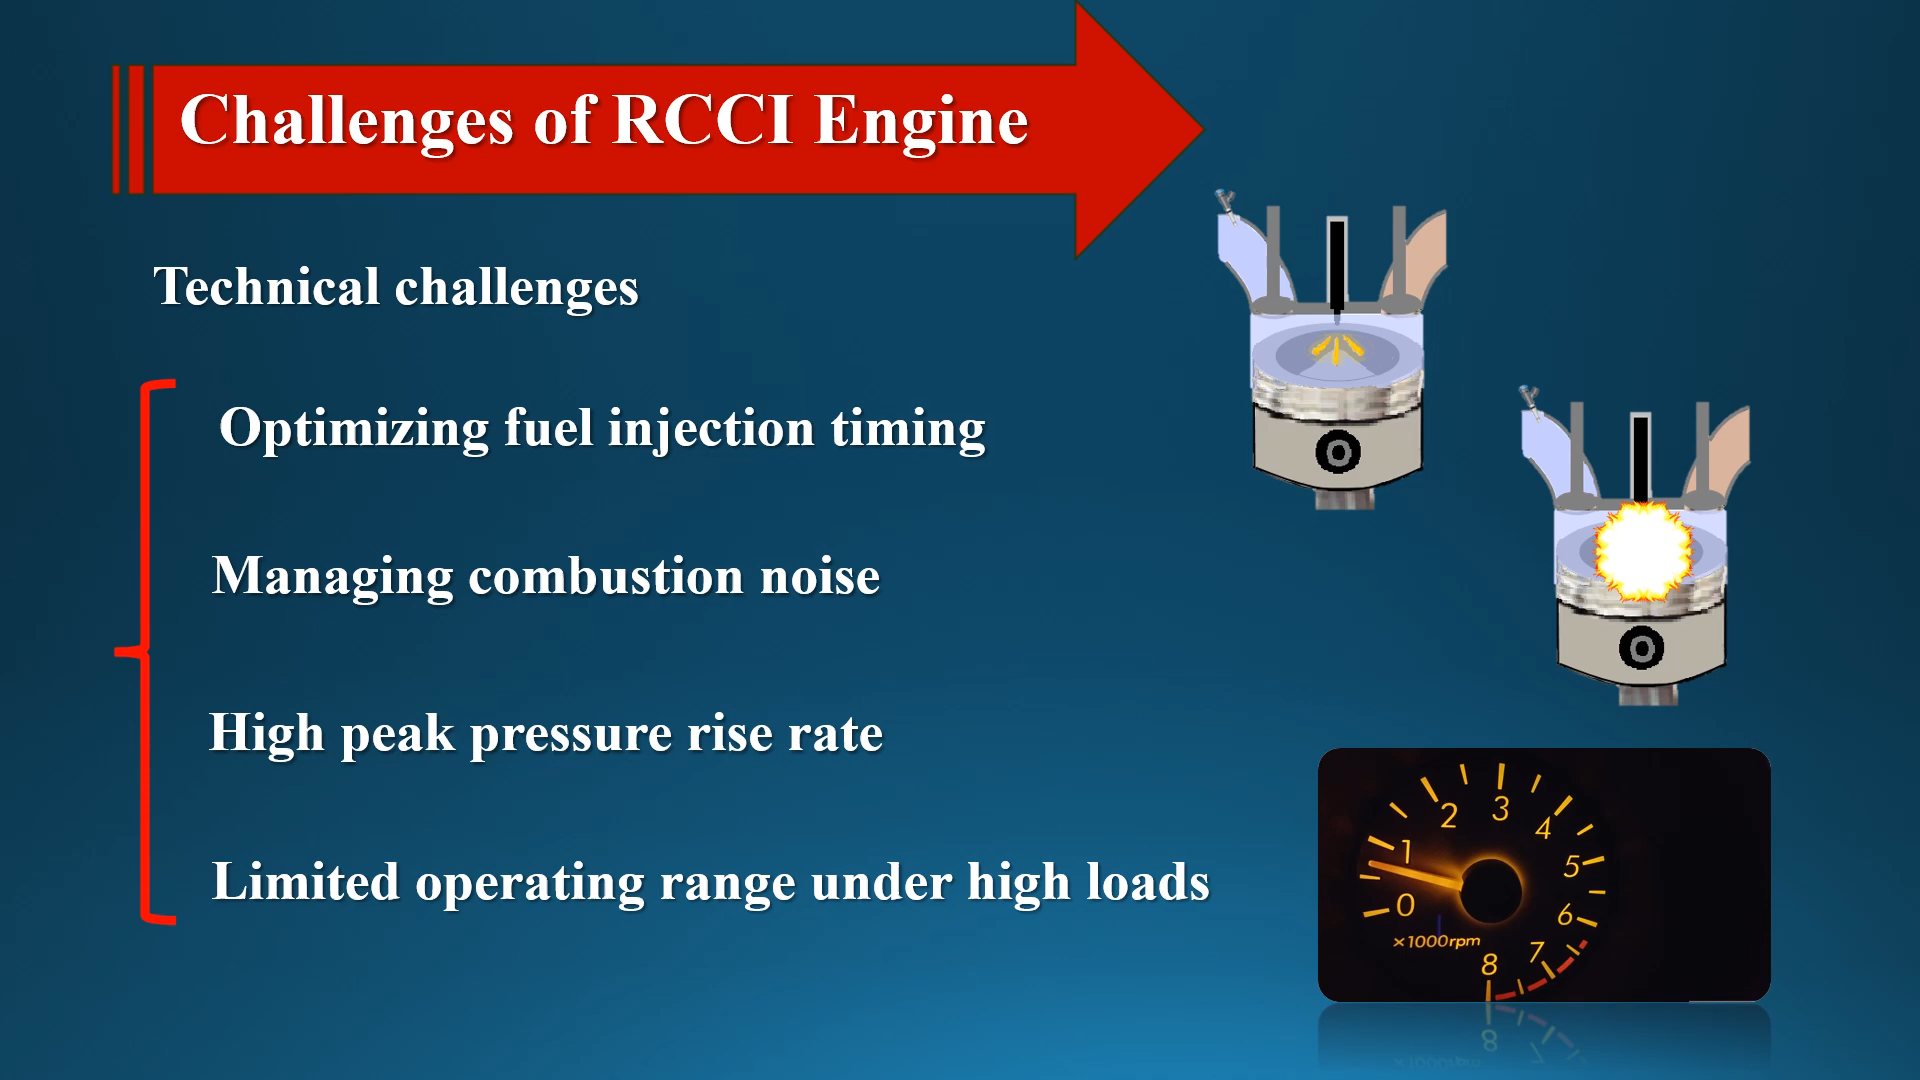 Challenges of RCCI Engine
Technical challenges
Optimizing fuel injection timing
Managing combustion noise
High peak pressure rise rate
Limited operating range under high loads
0
1
2
3
4
5
6
7
8
×1000rpm